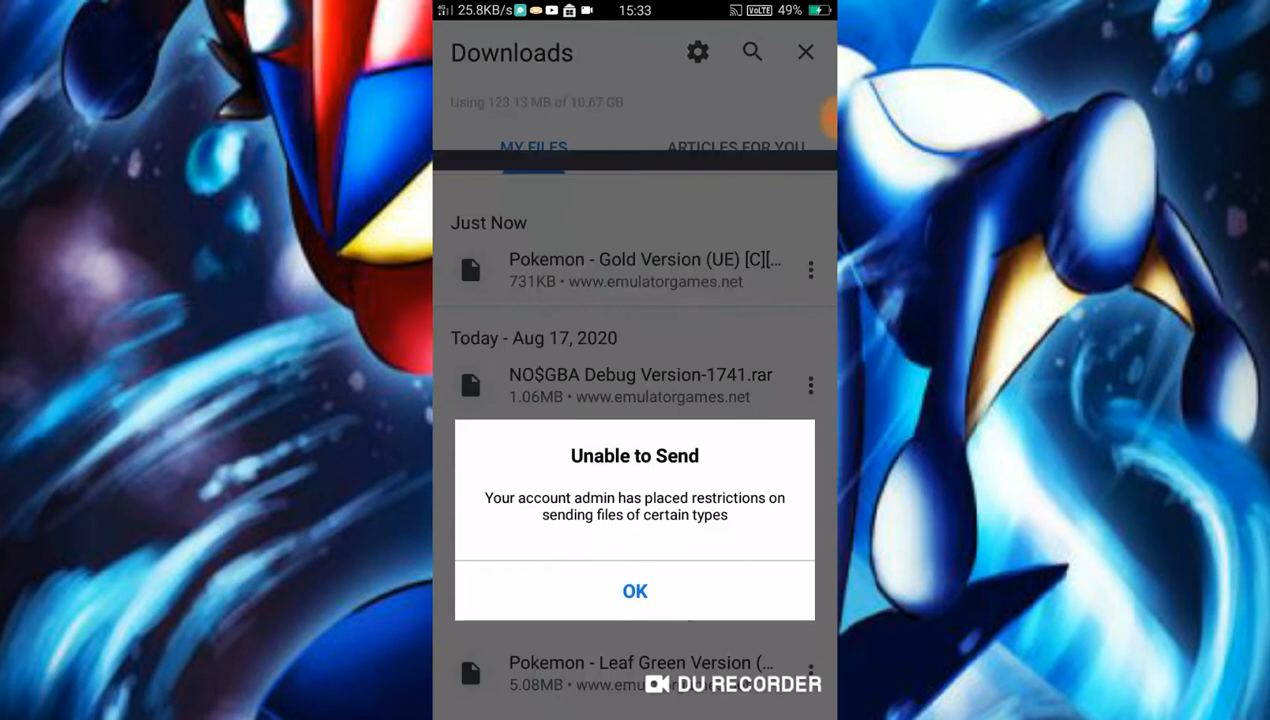 25.8KB/s 15:33 VoLTE 49%
Downloads
Using 123.13 MB of 10.67 GB
MY FILES ARTICLES FOR YOU
Just Now
Pokemon - Gold Version (UE) [C][...
731KB • www.emulatorgames.net
Today - Aug 17, 2020
NO$GBA Debug Version-1741.rar
1.06MB • www.emulatorgames.net
Unable to Send
Your account admin has placed restrictions on
sending files of certain types
OK
Pokemon - Leaf Green Version (...
5.08MB • www.emu
DU RECORDER